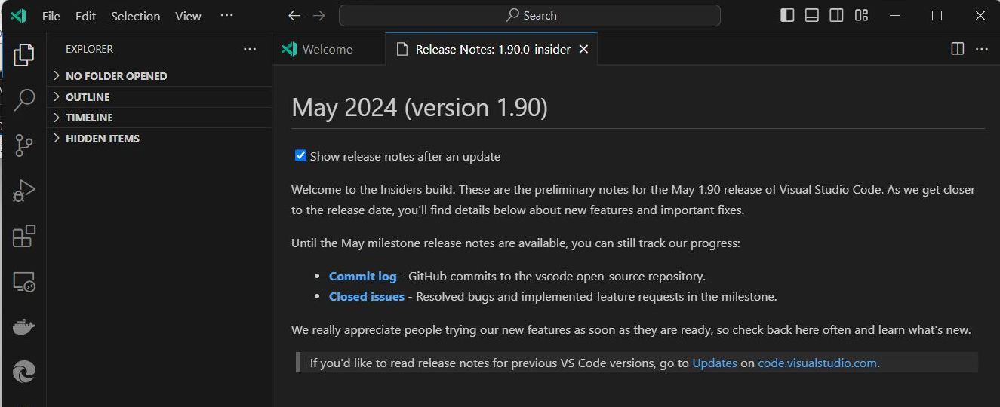 File Edit Selection View ··· Search
EXPLORER ···
NO FOLDER OPENED
OUTLINE
TIMELINE
HIDDEN ITEMS
Welcome Release Notes: 1.90.0-insider
May 2024 (version 1.90)
Show release notes after an update
Welcome to the Insiders build. These are the preliminary notes for the May 1.90 release of Visual Studio Code. As we get closer
to the release date, you'll find details below about new features and important fixes.
Until the May milestone release notes are available, you can still track our progress:
• Commit log - GitHub commits to the vscode open-source repository.
• Closed issues - Resolved bugs and implemented feature requests in the milestone.
We really appreciate people trying our new features as soon as they are ready, so check back here often and learn what's new.
If you'd like to read release notes for previous VS Code versions, go to Updates on code.visualstudio.com.